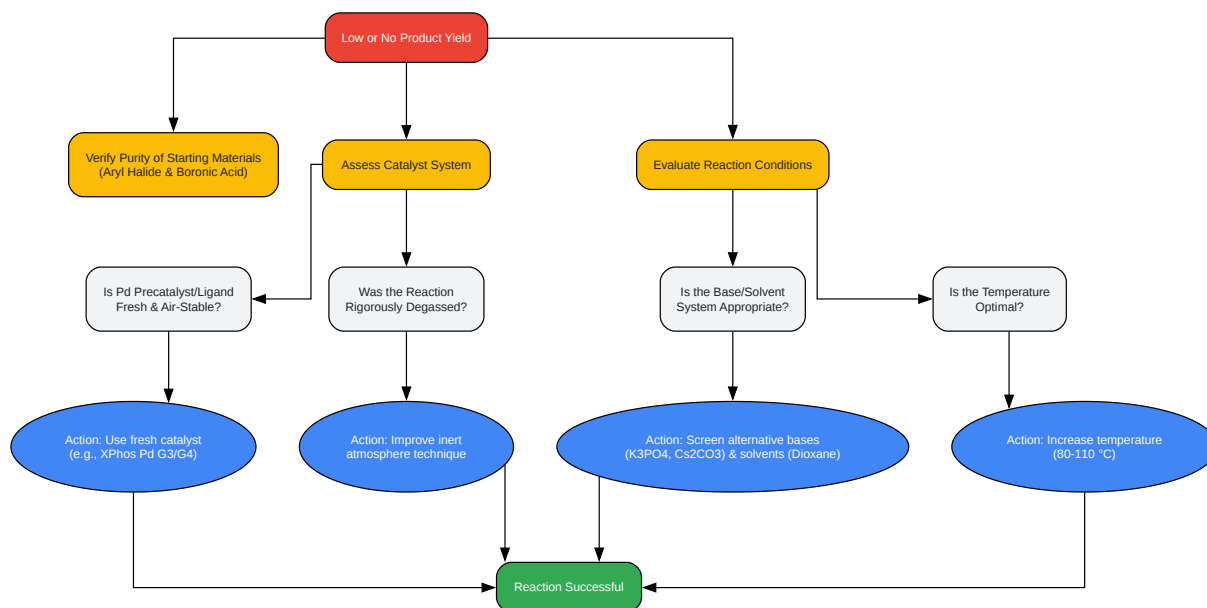 Low or No Product Yield
Verify Purity of Starting Materials
(Aryl Halide & Boronic Acid)
Assess Catalyst System
Evaluate Reaction Conditions
Is Pd Precatalyst/Ligand
Fresh & Air-Stable?
Was the Reaction
Rigorously Degassed?
Is the Base/Solvent
System Appropriate?
Is the Temperature
Optimal?
Action: Use fresh catalyst
(e.g., XPhos Pd G3/G4)
Action: Improve inert
atmosphere technique
Action: Screen alternative bases
(K3PO4, Cs2CO3) & solvents (Dioxane)
Action: Increase temperature
(80-110 °C)
Reaction Successful